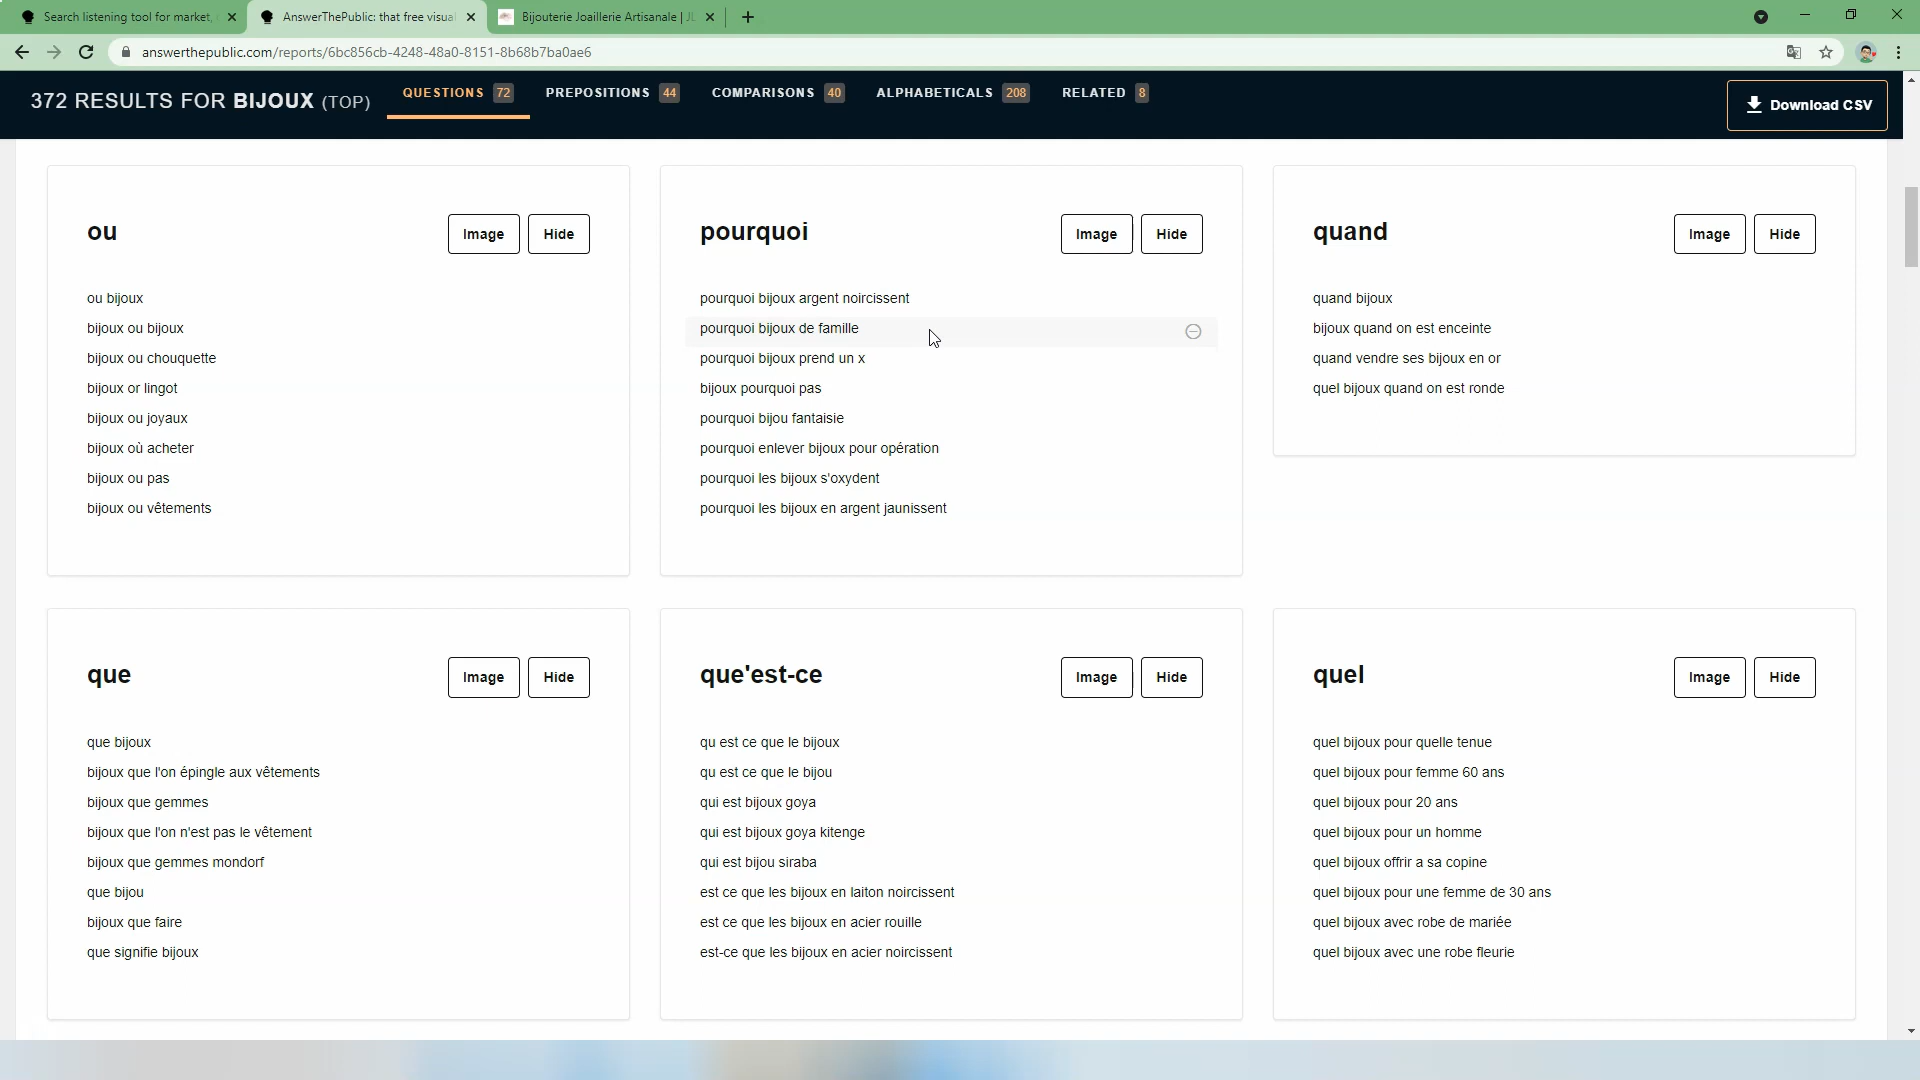 Search listening tool for market,
AnswerThePublic: that free visual
Bijouterie Joaillerie Artisanale | JL
answerthepublic.com/reports/6bc856cb-4248-48a0-8151-8b68b7ba0ae6
372 RESULTS FOR BIJOUX (TOP)
QUESTIONS 72
PREPOSITIONS 44
COMPARISONS 40
ALPHABETICALS 208
RELATED 8
Download CSV
ou
Image
Hide
ou bijoux
bijoux ou bijoux
bijoux ou chouquette
bijoux or lingot
bijoux ou joyaux
bijoux où acheter
bijoux ou pas
bijoux ou vêtements
pourquoi
Image
Hide
pourquoi bijoux argent noircissent
pourquoi bijoux de famille
pourquoi bijoux prend un x
bijoux pourquoi pas
pourquoi bijou fantaisie
pourquoi enlever bijoux pour opération
pourquoi les bijoux s'oxydent
pourquoi les bijoux en argent jaunissent
quand
Image
Hide
quand bijoux
bijoux quand on est enceinte
quand vendre ses bijoux en or
quel bijoux quand on est ronde
que
Image
Hide
que bijoux
bijoux que l'on épingle aux vêtements
bijoux que gemmes
bijoux que l'on n'est pas le vêtement
bijoux que gemmes mondorf
que bijou
bijoux que faire
que signifie bijoux
que'est-ce
Image
Hide
qu est ce que le bijoux
qu est ce que le bijou
qui est bijoux goya
qui est bijoux goya kitenge
qui est bijou siraba
est ce que les bijoux en laiton noircissent
est ce que les bijoux en acier rouille
est-ce que les bijoux en acier noircissent
quel
Image
Hide
quel bijoux pour quelle tenue
quel bijoux pour femme 60 ans
quel bijoux pour 20 ans
quel bijoux pour un homme
quel bijoux offrir a sa copine
quel bijoux pour une femme de 30 ans
quel bijoux avec robe de mariée
quel bijoux avec une robe fleurie